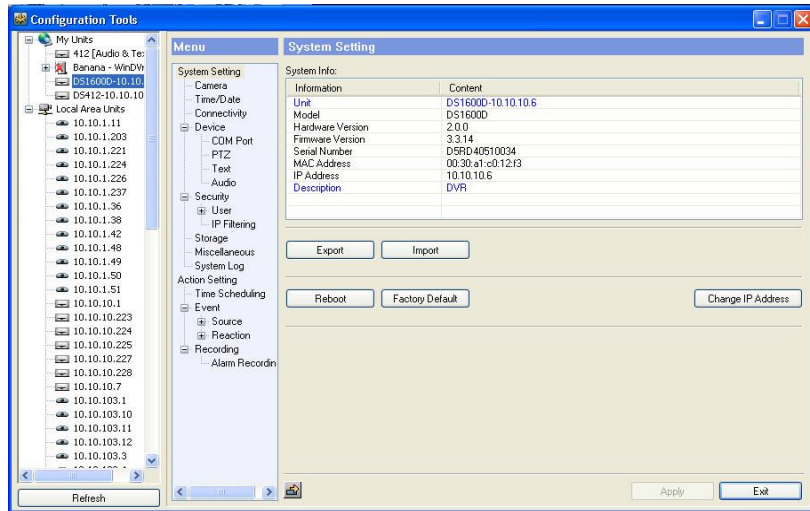 Configuration Tools
My Units
412 [Audio & Te
Banana - WinDV
DS1600D-10.10.
DS412-10.10.10
Local Area Units
10.10.1.11
10.10.1.203
10.10.1.221
10.10.1.224
10.10.1.226
10.10.1.237
10.10.1.36
10.10.1.38
10.10.1.42
10.10.1.48
10.10.1.49
10.10.1.50
10.10.1.51
10.10.10.1
10.10.10.223
10.10.10.224
10.10.10.225
10.10.10.227
10.10.10.228
10.10.10.7
10.10.103.1
10.10.103.10
10.10.103.11
10.10.103.12
10.10.103.3
Refresh
Menu
System Setting
Camera
Time/Date
Connectivity
Device
COM Port
PTZ
Text
Audio
Security
User
IP Filtering
Storage
Miscellaneous
System Log
Action Setting
Time Scheduling
Event
Source
Reaction
Recording
Alarm Recordin
System Setting
System Info:
Information Content
Unit DS1600D-10.10.10.6
Model DS1600D
Hardware Version 2.0.0
Firmware Version 3.3.14
Serial Number D5RD40510034
MAC Address 00:30:a1:c0:12:f3
IP Address 10.10.10.6
Description DVR
Export Import
Reboot Factory Default Change IP Address
Apply Exit